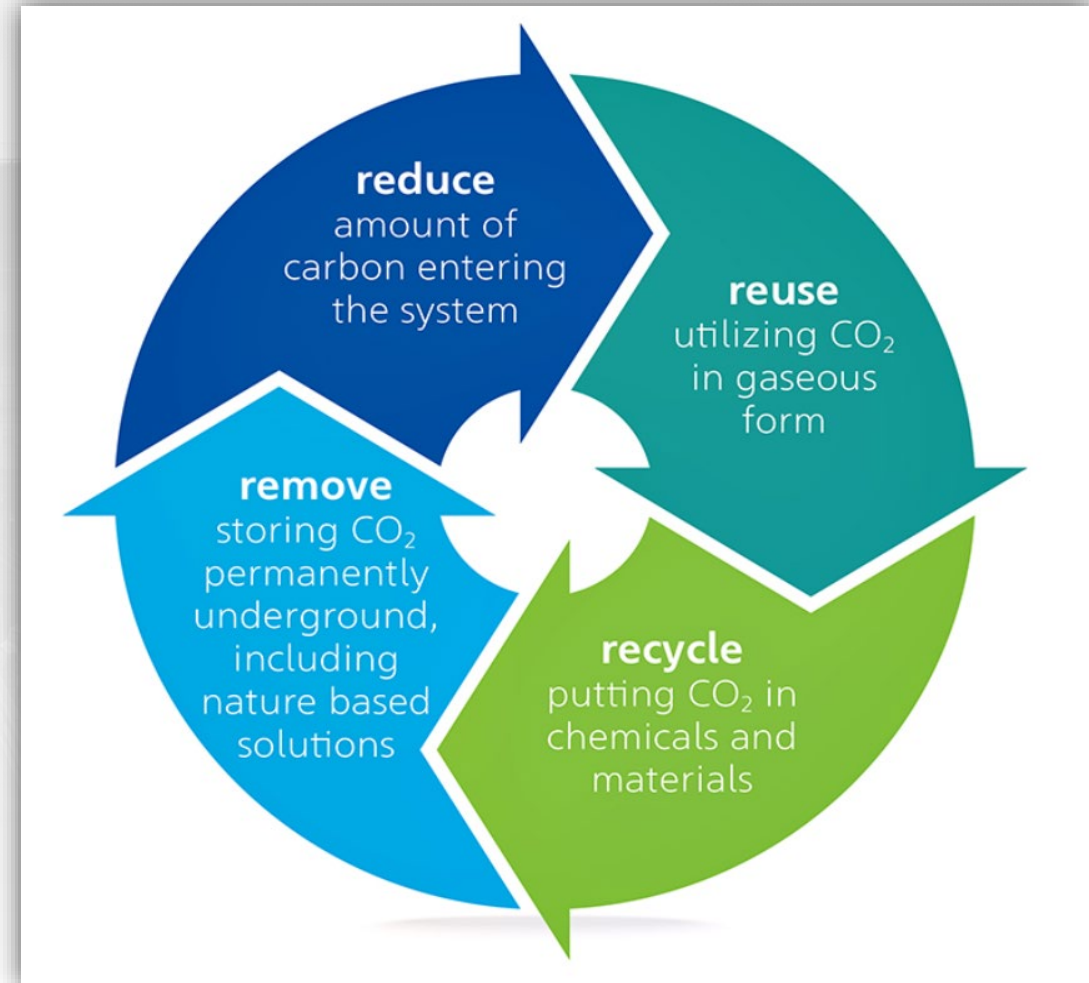 reduce
amount of
carbon entering
the system
reuse
utilizing CO₂
in gaseous
form
recycle
putting CO₂ in
chemicals and
materials
remove
storing CO₂
permanently
underground,
including
nature based
solutions